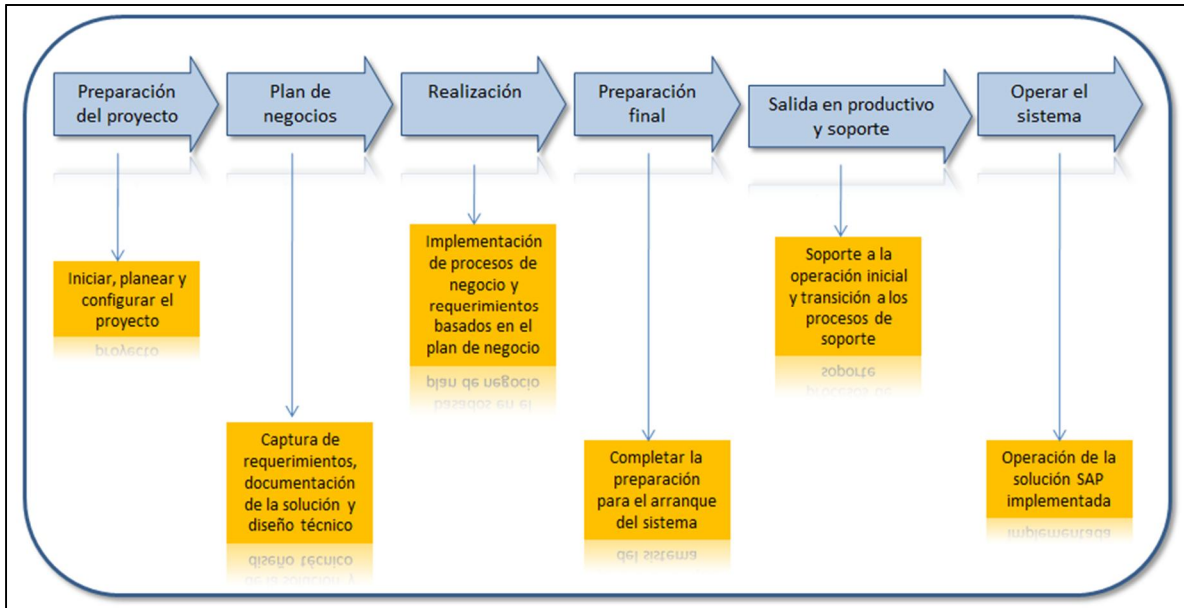 Preparación
del proyecto
Plan de
negocios
Realización
Preparación
final
Salida en productivo
y soporte
Operar el
sistema
Iniciar, planear y
configurar el
proyecto
Captura de
requerimientos,
documentación
de la solución y
diseño técnico
Implementación
de procesos de
negocio y
requerimientos
basados en el
plan de negocio
Completar la
preparación
para el arranque
del sistema
Soporte a la
operación inicial
y transición a los
procesos de
soporte
Operación de la
solución SAP
implementada